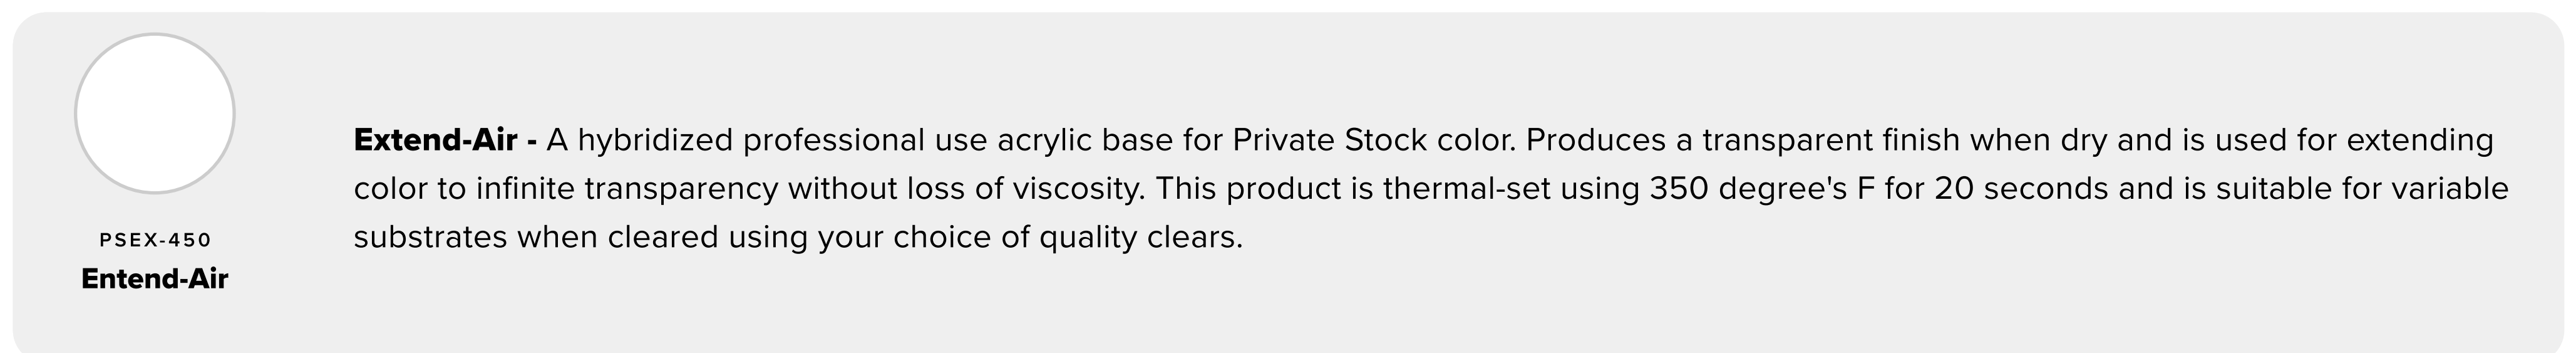 PSEX-450
Entend-Air
Extend-Air - A hybridized professional use acrylic base for Private Stock color. Produces a transparent finish when dry and is used for extending
color to infinite transparency without loss of viscosity. This product is thermal-set using 350 degree's F for 20 seconds and is suitable for variable
substrates when cleared using your choice of quality clears.